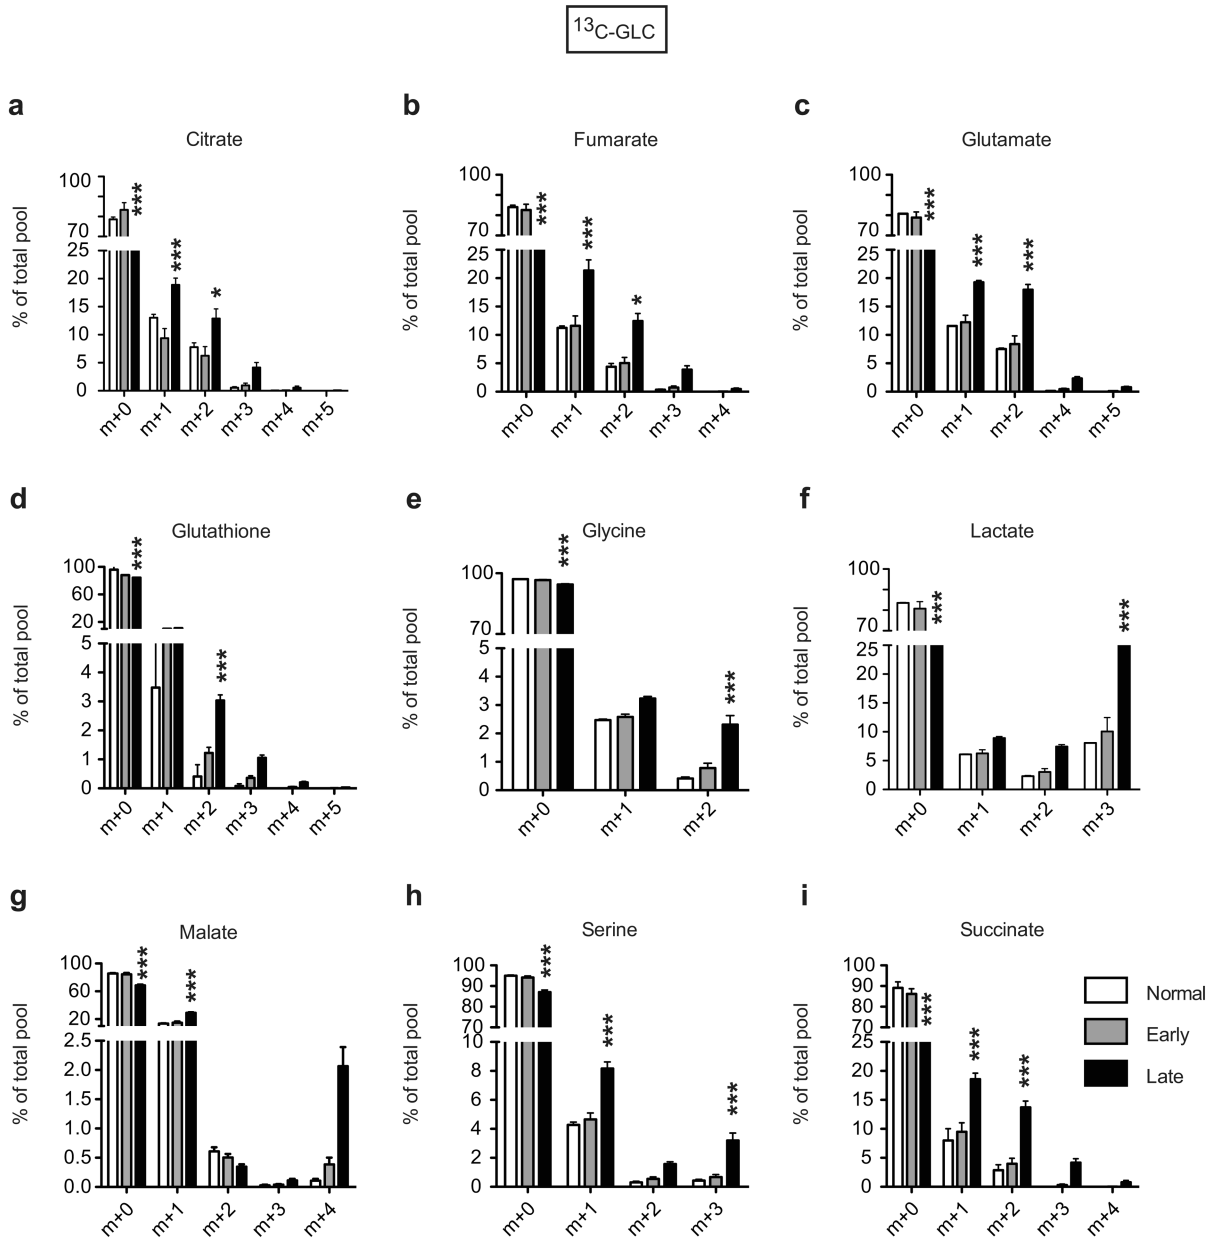 13C-GLC
a
Citrate
% of total pool
100
70
25
20
15
10
5
0
***
***
*
m+0 m+1 m+2 m+3 m+4 m+5
b
Fumarate
% of total pool
100
70
25
20
15
10
5
0
***
***
*
m+0 m+1 m+2 m+3 m+4
c
Glutamate
% of total pool
100
70
25
20
15
10
5
0
***
***
***
m+0 m+1 m+2 m+4 m+5
d
Glutathione
% of total pool
100
60
20
5
4
3
2
1
0
***
***
m+0 m+1 m+2 m+3 m+4 m+5
e
Glycine
% of total pool
100
70
5
4
3
2
1
0
***
***
m+0 m+1 m+2
f
Lactate
% of total pool
100
70
25
20
15
10
5
0
***
***
m+0 m+1 m+2 m+3
g
Malate
% of total pool
100
60
20
2.5
2.0
1.5
1.0
0.5
0.0
***
***
m+0 m+1 m+2 m+3 m+4
h
Serine
% of total pool
100
90
80
70
10
8
6
4
2
0
***
***
***
m+0 m+1 m+2 m+3
i
Succinate
% of total pool
100
90
80
70
25
20
15
10
5
0
***
***
***
m+0 m+1 m+2 m+3 m+4
Normal
Early
Late